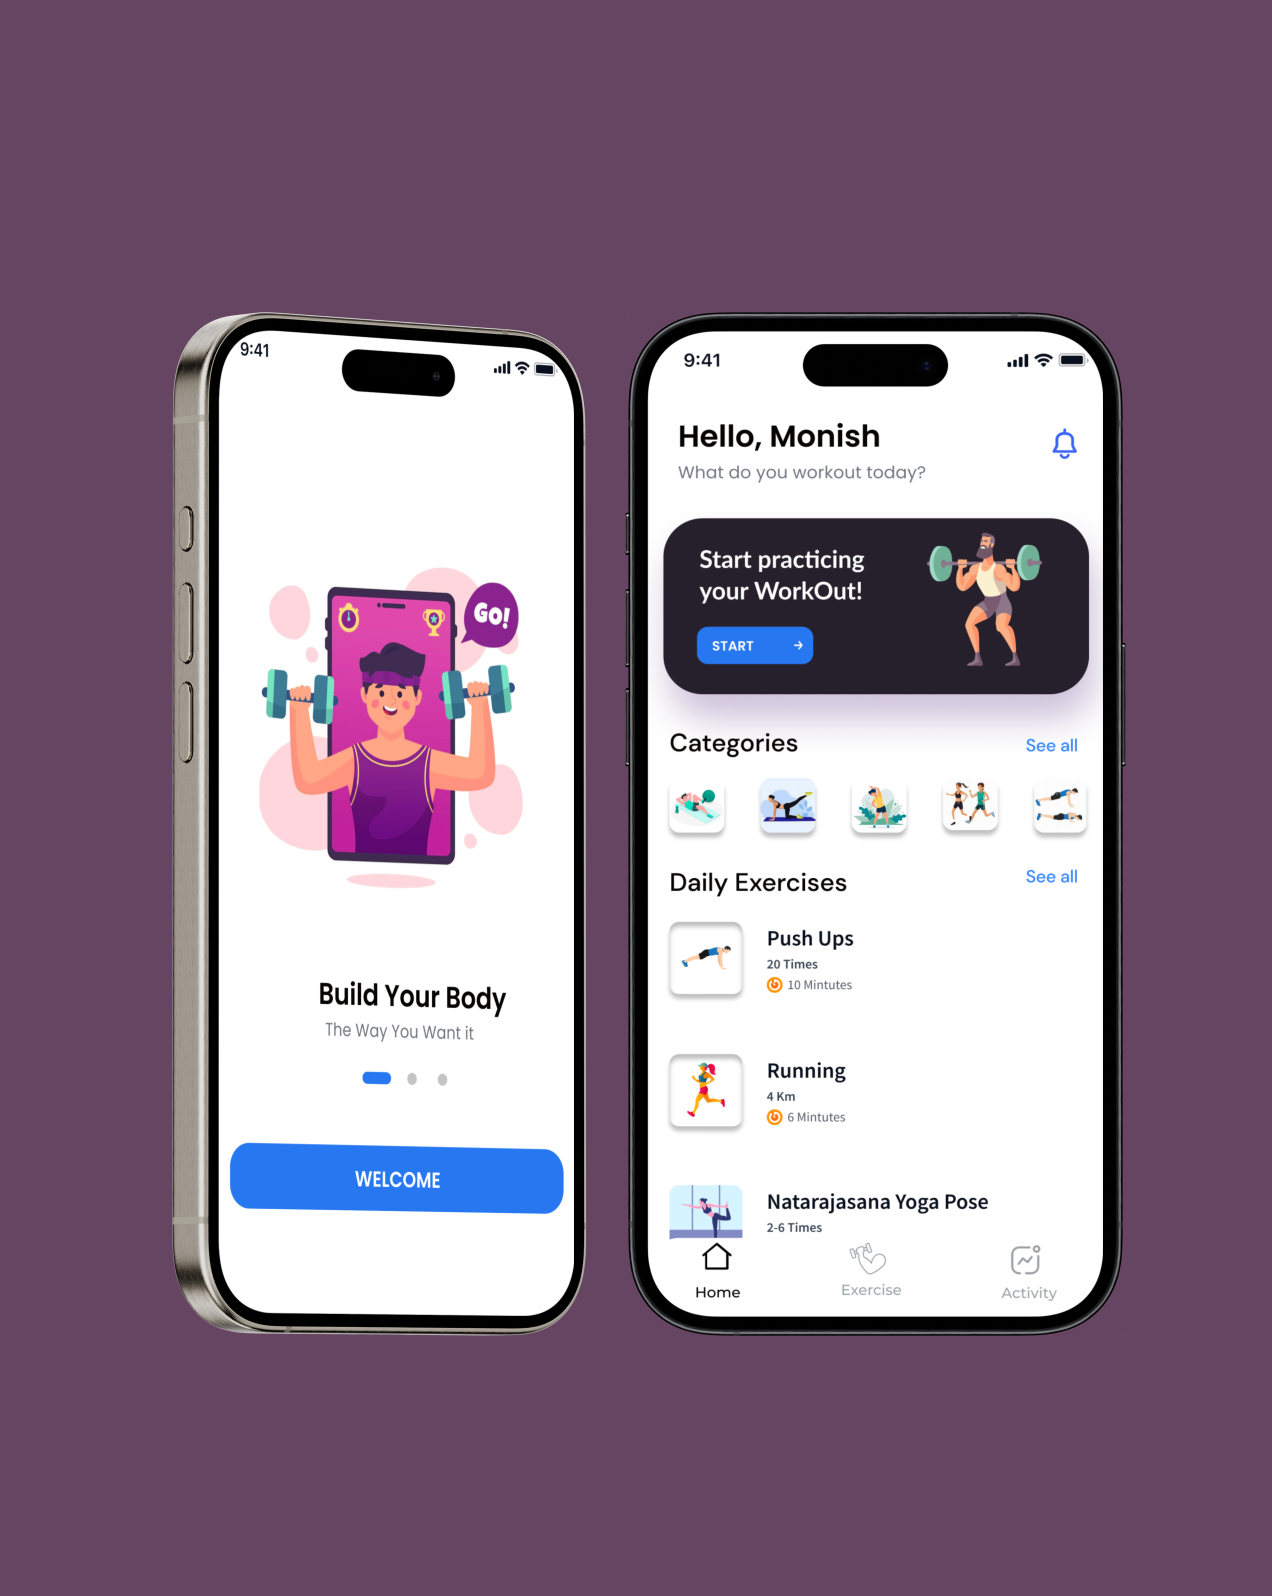 9:41
GO!
Build Your Body
The Way You Want it
WELCOME
9:41
Hello, Monish
What do you workout today?
Start practicing
your WorkOut!
START
Categories
See all
Daily Exercises
See all
Push Ups
20 Times
10 Mintutes
Running
4 Km
6 Mintutes
Natarajasana Yoga Pose
2-6 Times
Home
Exercise
Activity